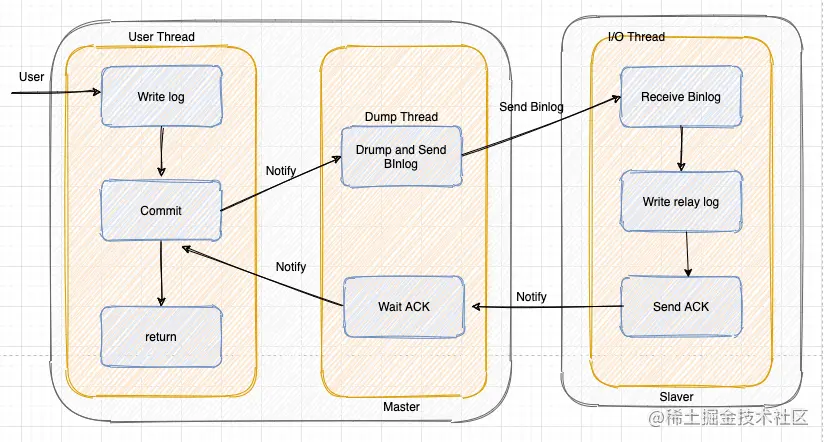 User Thread
I/O Thread
User
Write log
Receive Binlog
Send Binlog
Dump Thread
Drump and Send
BInlog
Notify
Commit
Write relay log
Notify
Notify
Wait ACK
Send ACK
return
Master
Slaver
@稀土掘金技术社区